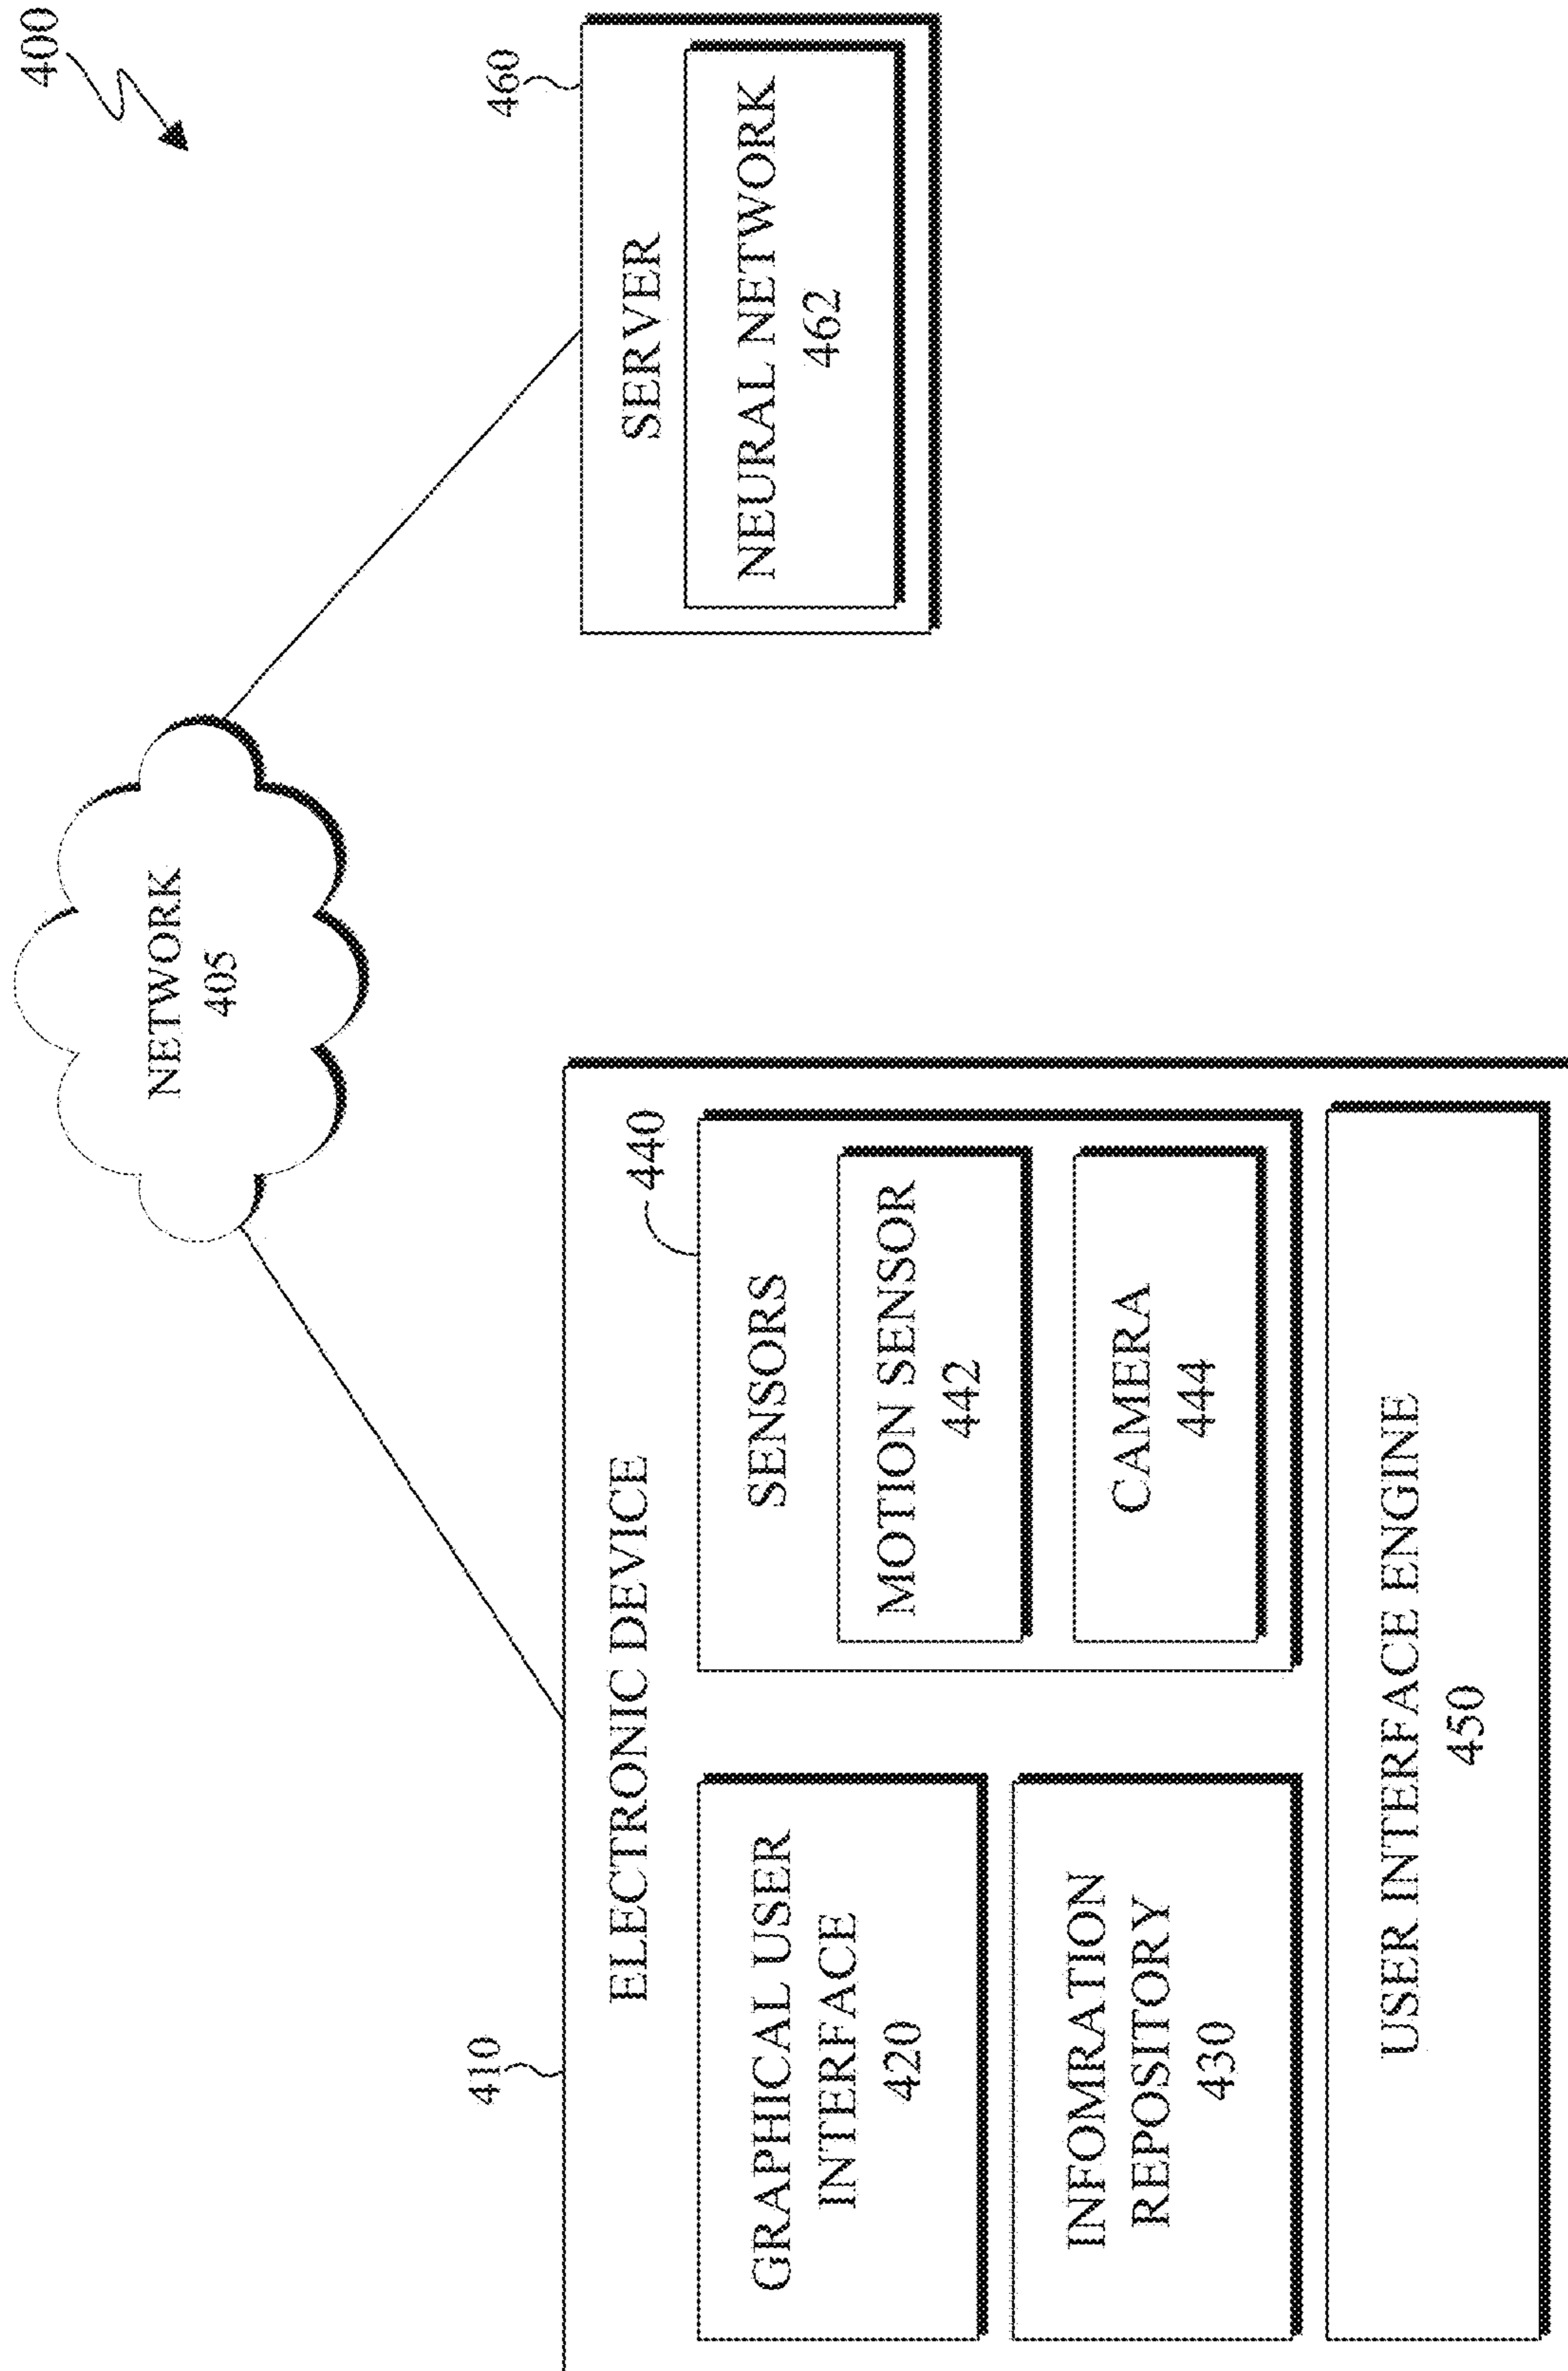 400
NETWORK
405
410
ELECTRONIC DEVICE
GRAPHICAL USER
INTERFACE
420
INFOMRATION
REPOSITORY
430
440
SENSORS
MOTION SENSOR
442
CAMERA
444
USER INTERFACE ENGINE
450
460
SERVER
NEURAL NETWORK
462